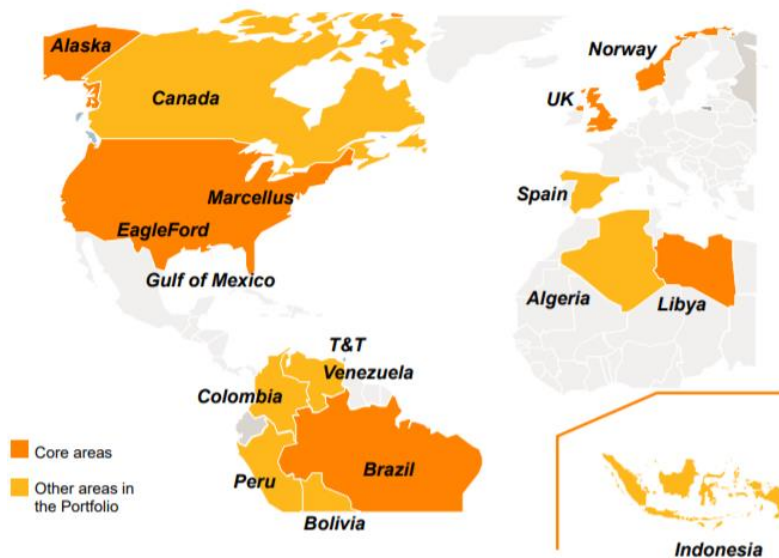 Alaska
Norway
Canada
UK
Marcellus
Spain
EagleFord
Gulf of Mexico
Algeria
Libya
T&T
Venezuela
Colombia
Core areas
Brazil
Peru
Other areas in
the Portfolio
Bolivia
Indonesia